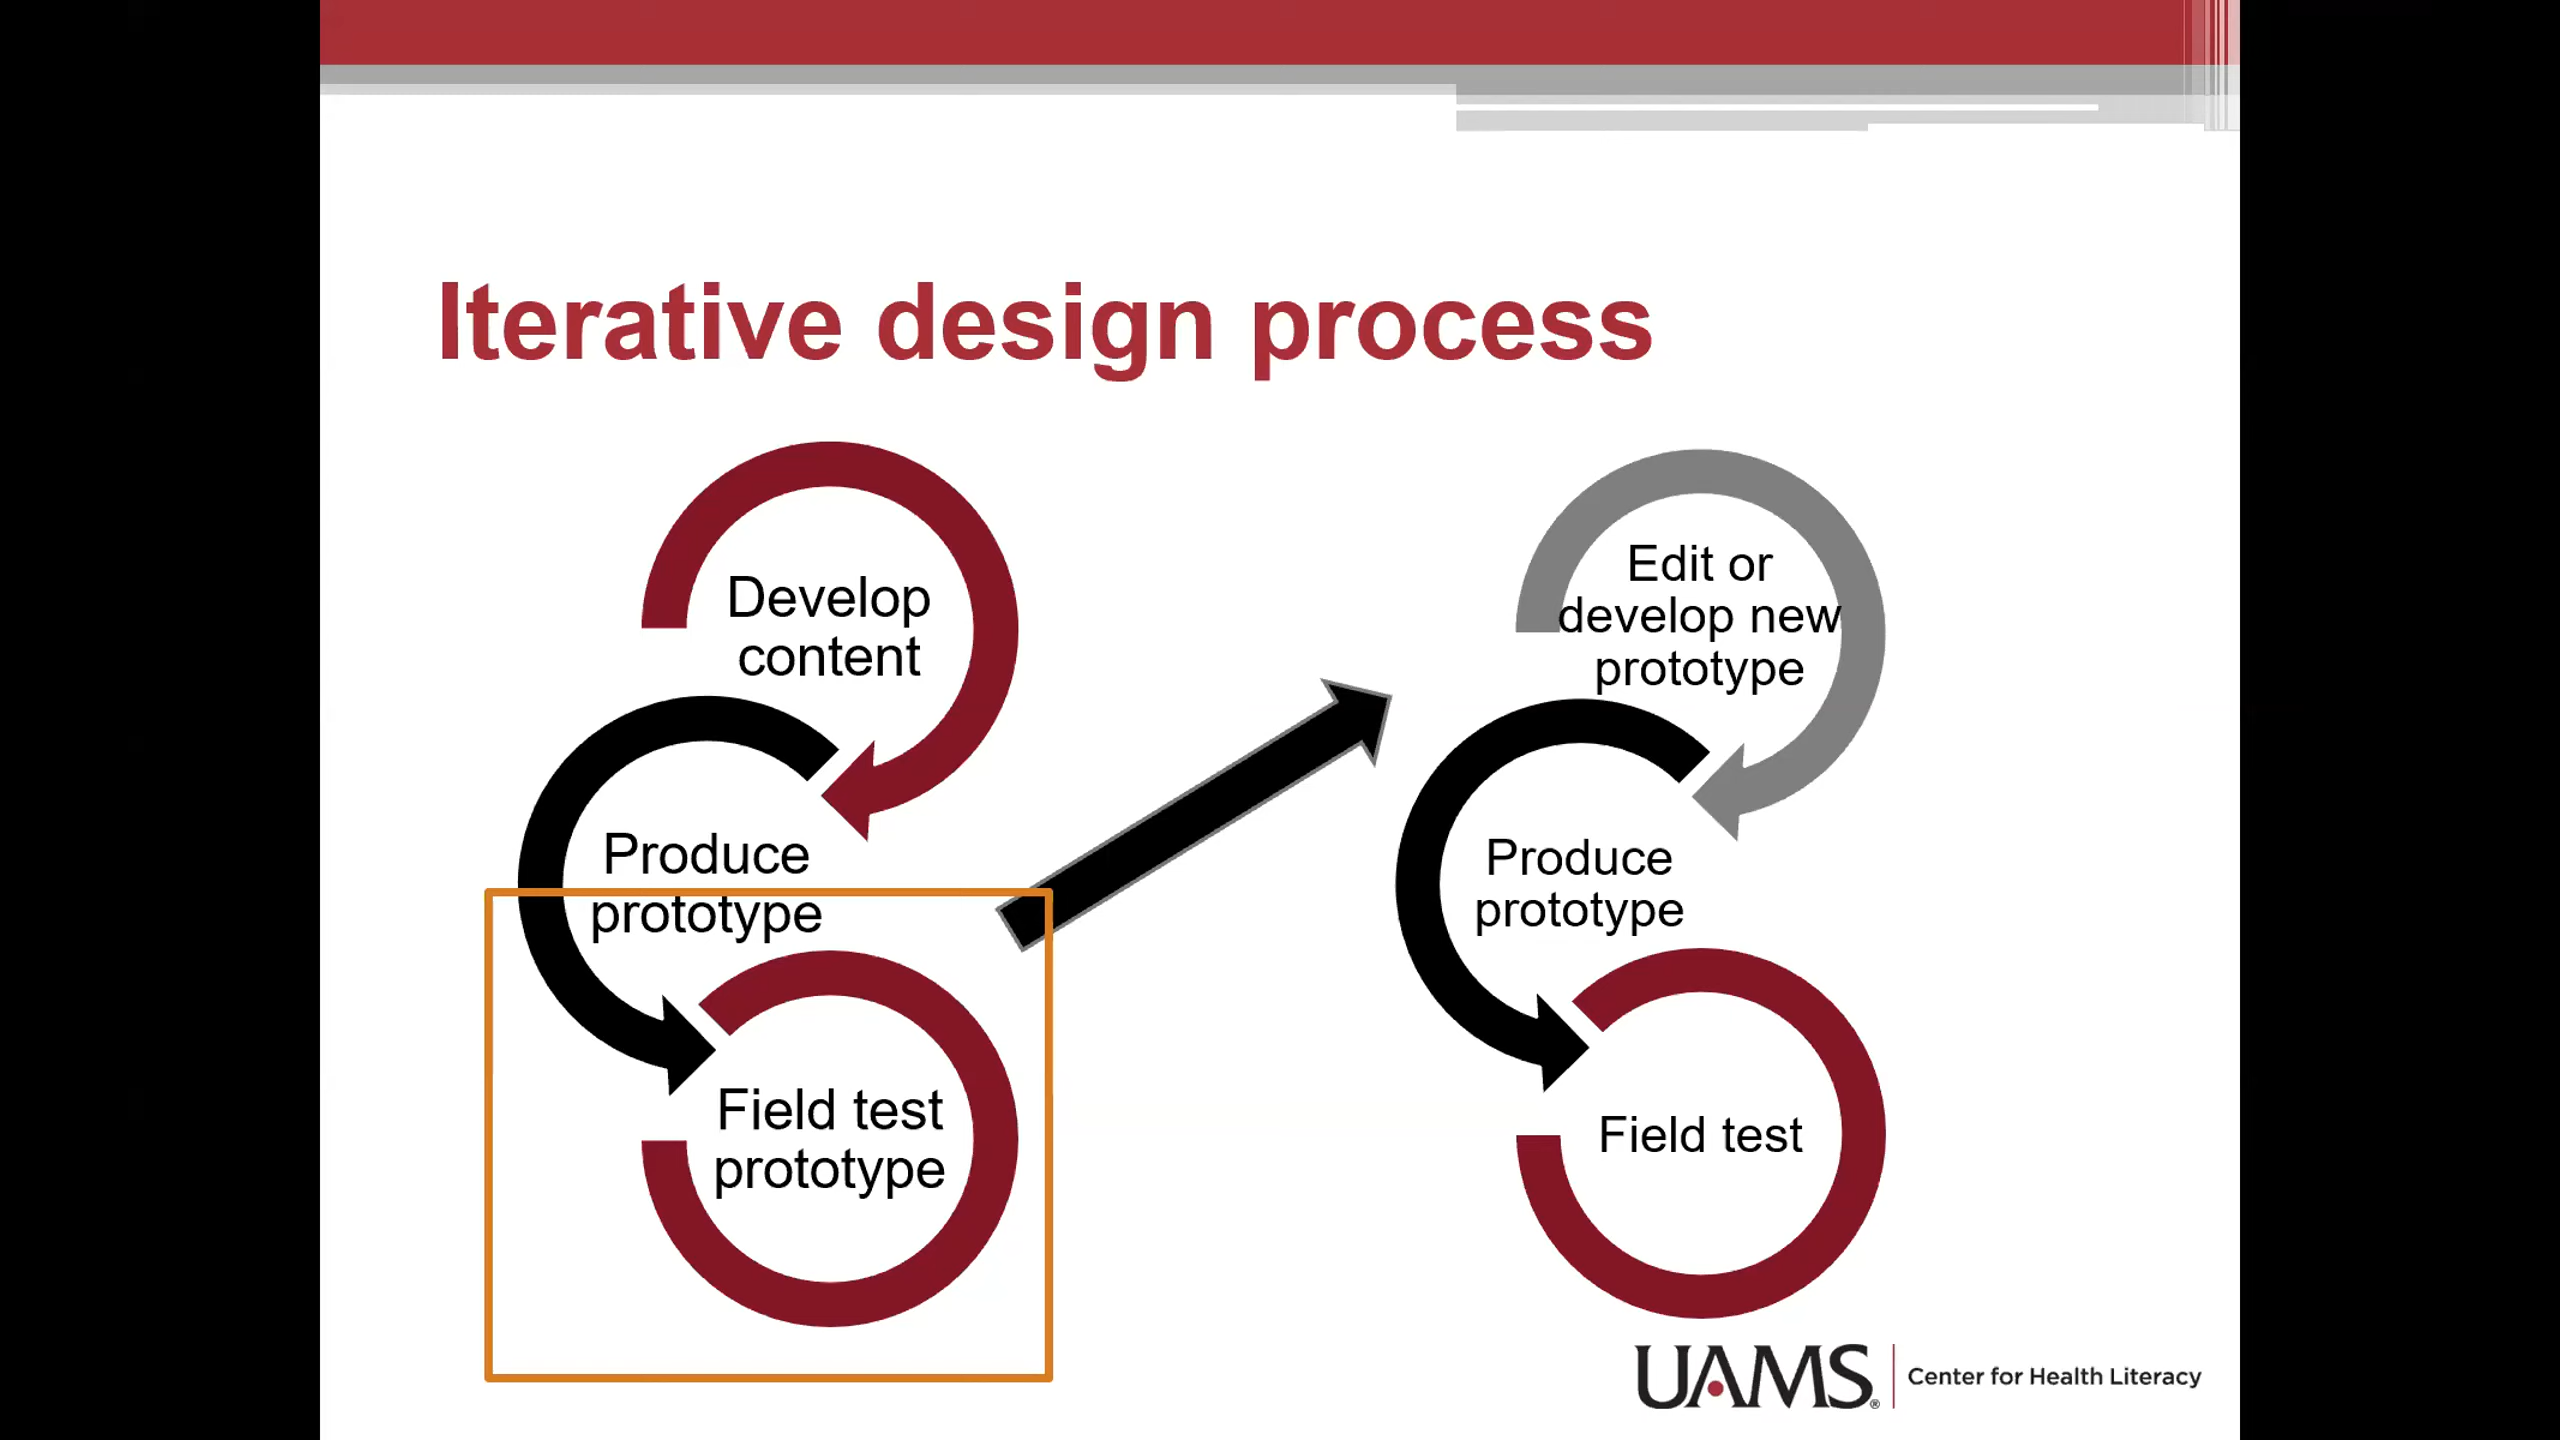 Iterative design process
Develop
content
Produce
prototype
Field test
prototype
Edit or
develop new
prototype
Produce
prototype
Field test
UAMS®
Center for Health Literacy